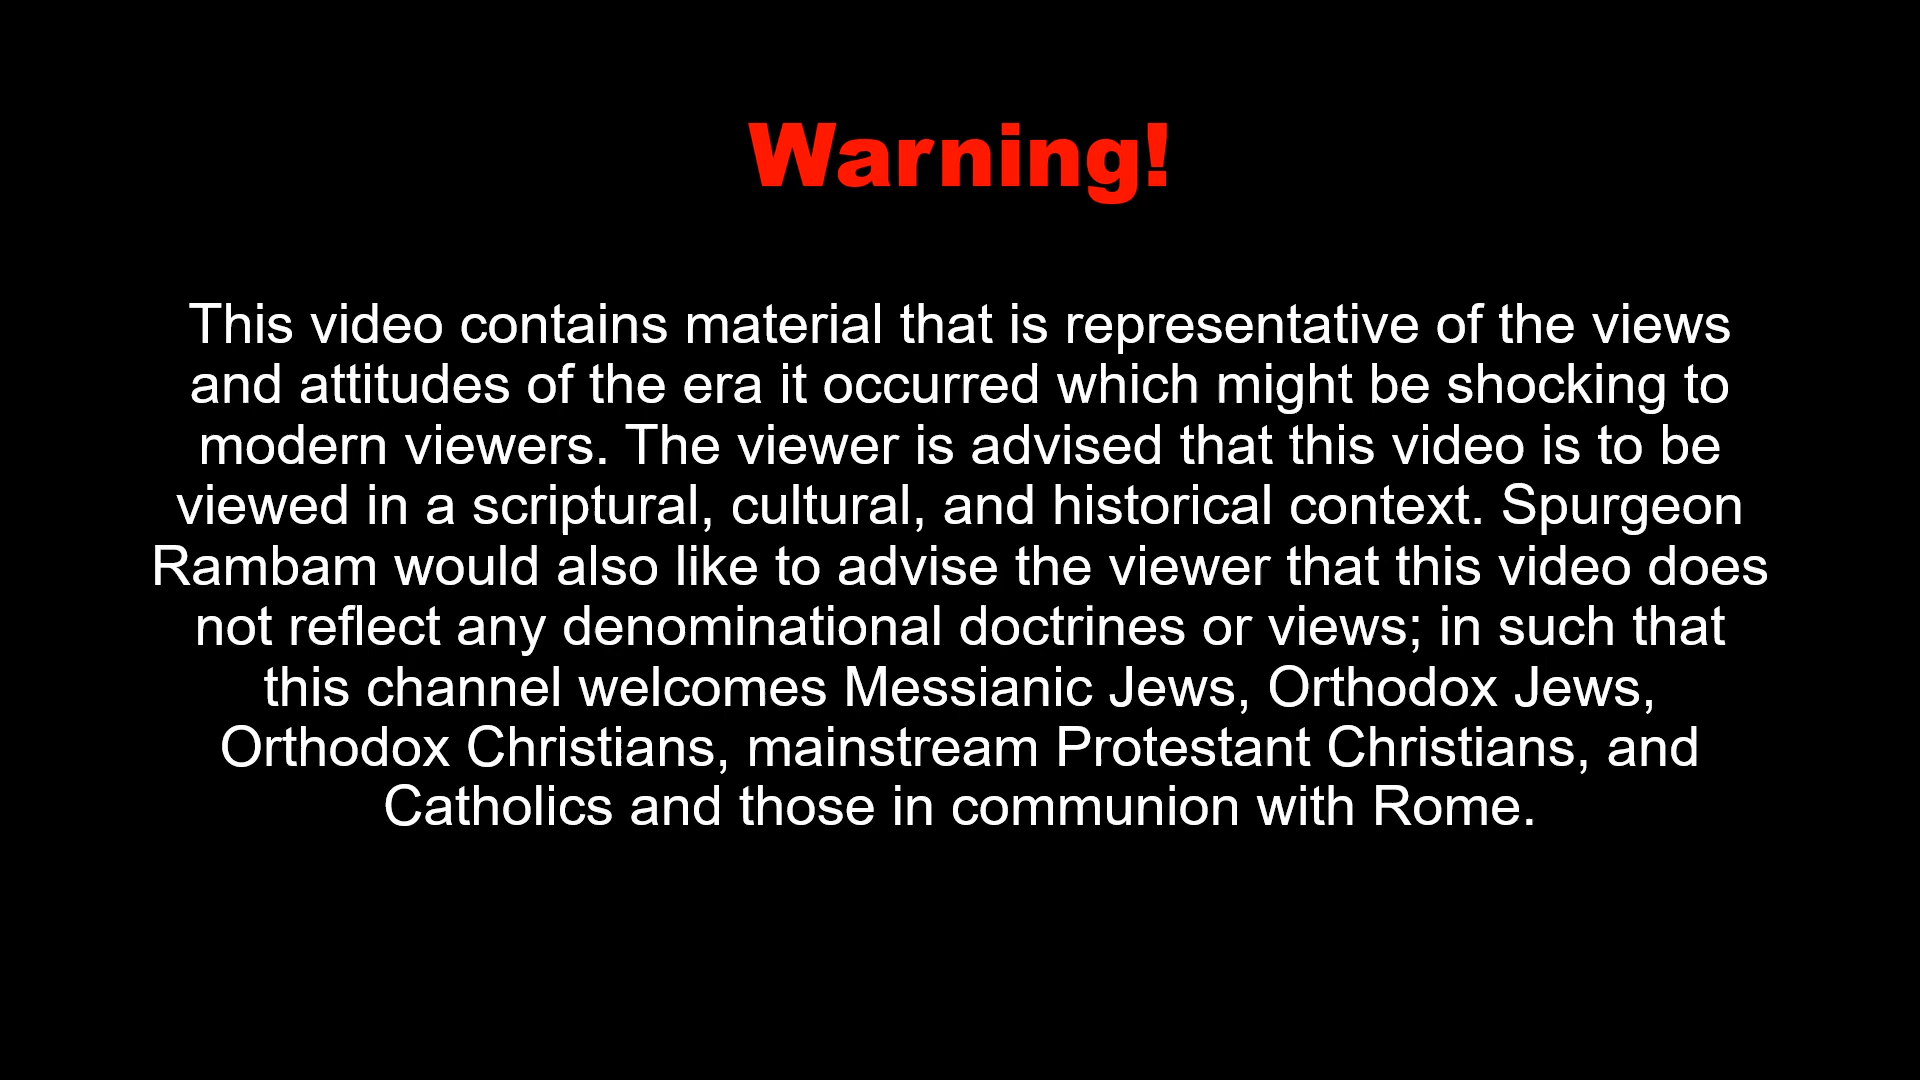 Warning!
This video contains material that is representative of the views
and attitudes of the era it occurred which might be shocking to
modern viewers. The viewer is advised that this video is to be
viewed in a scriptural, cultural, and historical context. Spurgeon
Rambam would also like to advise the viewer that this video does
not reflect any denominational doctrines or views; in such that
this channel welcomes Messianic Jews, Orthodox Jews,
Orthodox Christians, mainstream Protestant Christians, and
Catholics and those in communion with Rome.